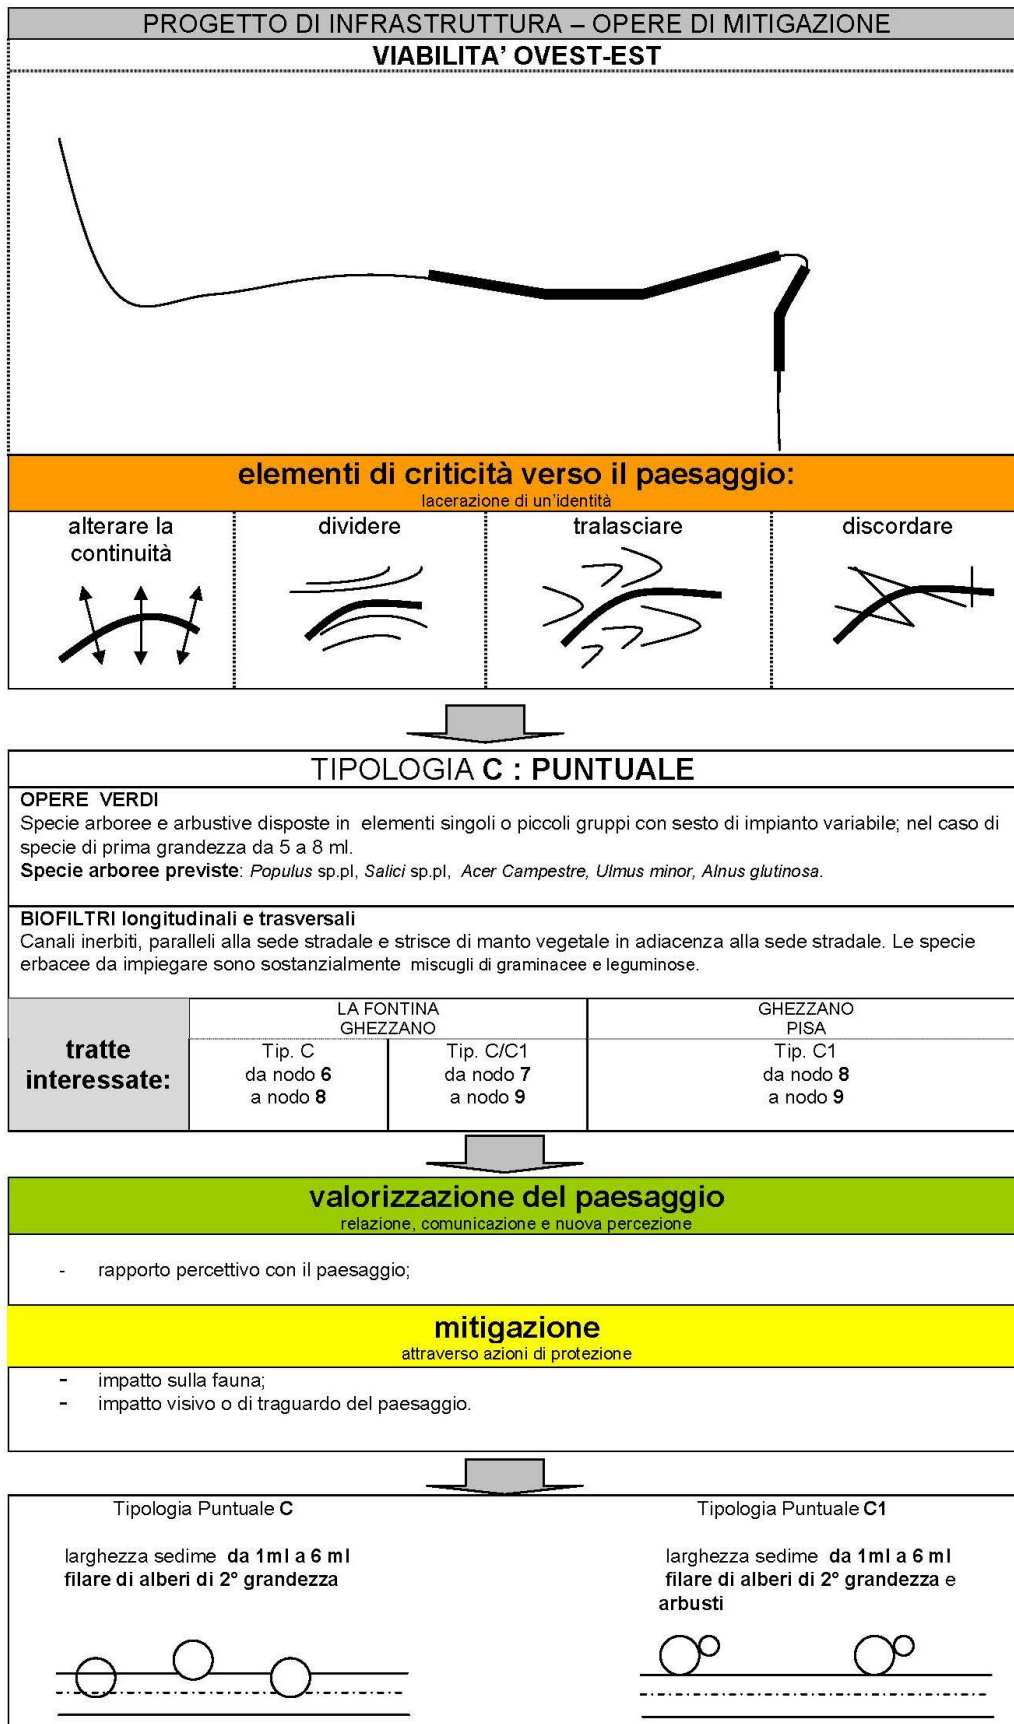 PROGETTO DI INFRASTRUTTURA – OPERE DI MITIGAZIONE
VIABILITA' OVEST-EST
elementi di criticità verso il paesaggio:
lacerazione di un'identità
alterare la
continuità
dividere
tralasciare
discordare
TIPOLOGIA C : PUNTUALE
OPERE VERDI
Specie arboree e arbustive disposte in elementi singoli o piccoli gruppi con sesto di impianto variabile; nel caso di
specie di prima grandezza da 5 a 8 ml.
Specie arboree previste: Populus sp.pl, Salici sp.pl, Acer Campestre, Ulmus minor, Alnus glutinosa.
BIOFILTRI longitudinali e trasversali
Canali inerbiti, paralleli alla sede stradale e strisce di manto vegetale in adiacenza alla sede stradale. Le specie
erbacee da impiegare sono sostanzialmente miscugli di graminacee e leguminose.
tratte
interessate:
LA FONTINA
GHEZZANO
GHEZZANO
PISA
Tip. C
da nodo 6
a nodo 8
Tip. C/C1
da nodo 7
a nodo 9
Tip. C1
da nodo 8
a nodo 9
valorizzazione del paesaggio
relazione, comunicazione e nuova percezione
- rapporto percettivo con il paesaggio;
mitigazione
attraverso azioni di protezione
- impatto sulla fauna;
- impatto visivo o di traguardo del paesaggio.
Tipologia Puntuale C
larghezza sedime da 1ml a 6 ml
filare di alberi di 2° grandezza
Tipologia Puntuale C1
larghezza sedime da 1ml a 6 ml
filare di alberi di 2° grandezza e
arbusti